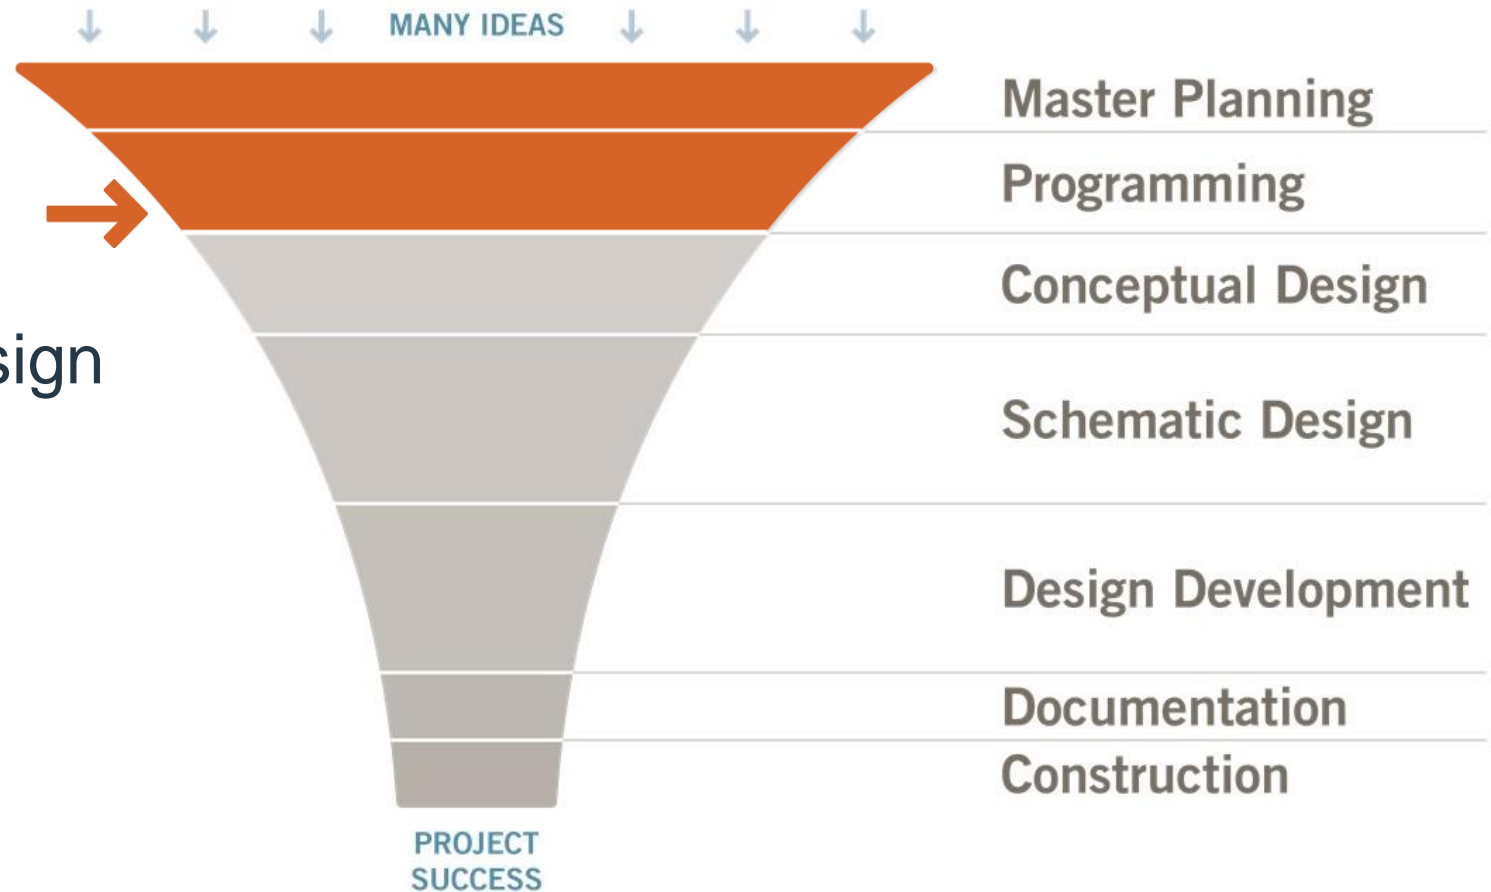 MANY IDEAS
Master Planning
Programming
Conceptual Design
sign
Schematic Design
Design Development
Documentation
Construction
PROJECT
SUCCESS